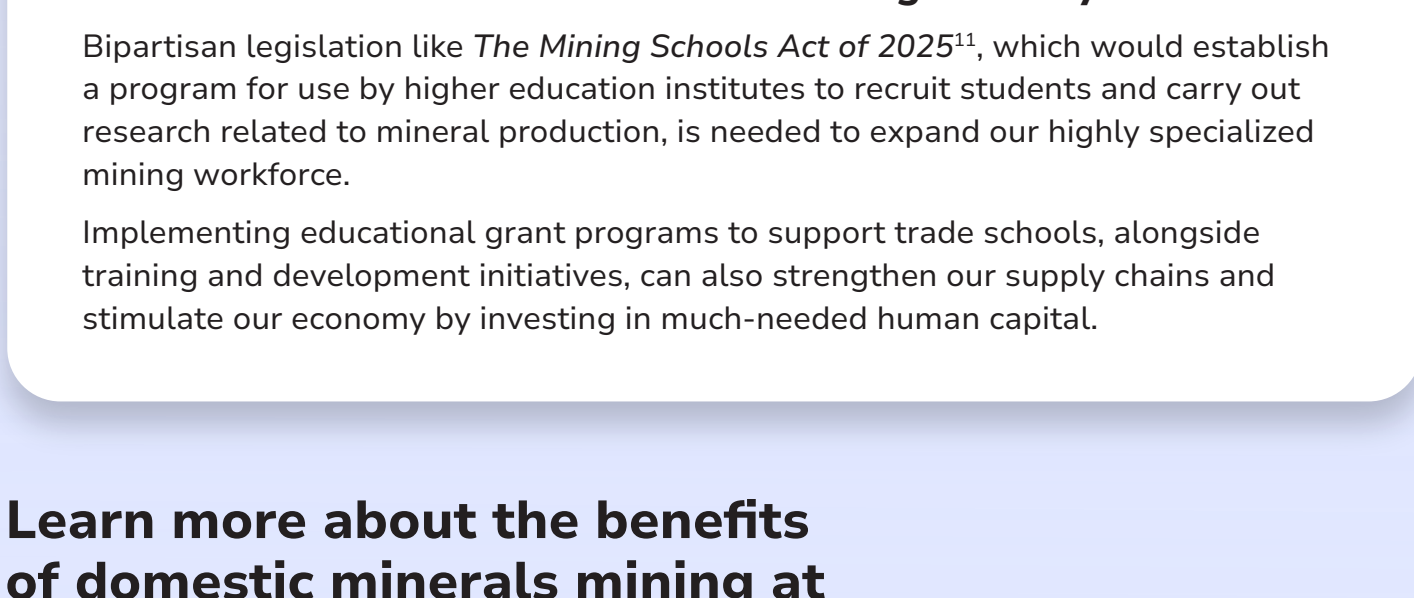 Bipartisan legislation like The Mining Schools Act of 2025¹¹, which would establish
a program for use by higher education institutes to recruit students and carry out
research related to mineral production, is needed to expand our highly specialized
mining workforce.
Implementing educational grant programs to support trade schools, alongside
training and development initiatives, can also strengthen our supply chains and
stimulate our economy by investing in much-needed human capital.
Learn more about the benefits
of domestic minerals mining at